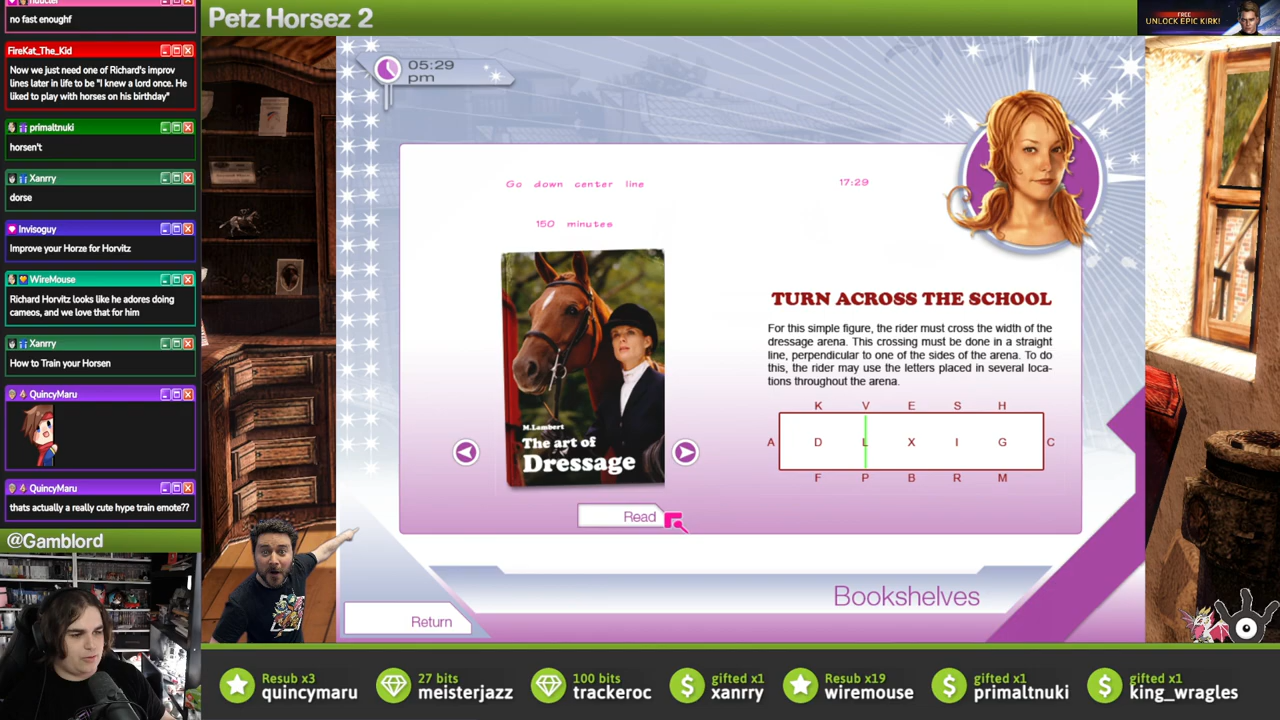 no fast enoughf
FireKat_The_Kid
Now we just need one of Richard's improv
lines later in life to be "I knew a lord once. He
liked to play with horses on his birthday"
primaltnuki
horsen't
Xanrry
dorse
Invisoguy
Improve your Horze for Horvitz
WireMouse
Richard Horvitz looks like he adores doing
cameos, and we love that for him
Xanrry
How to Train your Horsen
QuincyMaru
QuincyMaru
thats actually a really cute hype train emote??
@Gamblord
Petz Horsez 2
FREE
UNLOCK EPIC KIRK!
05:29
pm
Go down center line
17:29
150 minutes
M.Lambert
The art of
Dressage
Read
TURN ACROSS THE SCHOOL
For this simple figure, the rider must cross the width of the
dressage arena. This crossing must be done in a straight
line, perpendicular to one of the sides of the arena. To do
this, the rider may use the letters placed in several loca-
tions throughout the arena.
K V E S H
A D L X I G C
F P B R M
Bookshelves
Return
Resub x3
quincymaru
27 bits
meisterjazz
100 bits
trackeroc
gifted x1
xanrry
Resub x19
wiremouse
gifted x1
primaltnuki
gifted x1
king_wragles